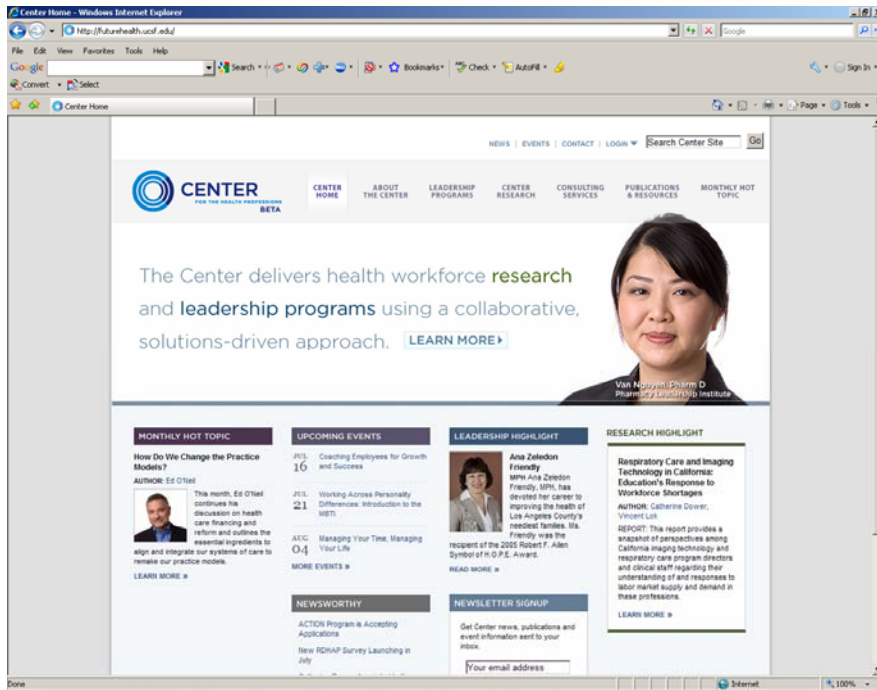 Center Home - Windows Internet Explorer
http://futurehealth.ucsf.edu/
Google
File Edit View Favorites Tools Help
Google Search Bookmarks Check AutoFill Sign In
Convert Select
Center Home Page Tools
NEWS | EVENTS | CONTACT | LOGIN Search Center Site Go
CENTER
FOR THE HEALTH PROFESSIONS
BETA
CENTER HOME
ABOUT THE CENTER
LEADERSHIP PROGRAMS
CENTER RESEARCH
CONSULTING SERVICES
PUBLICATIONS & RESOURCES
MONTHLY HOT TOPIC
The Center delivers health workforce research
and leadership programs using a collaborative,
solutions-driven approach. LEARN MORE
Van Nguyen, Pharm D
Pharmacy Leadership Institute
MONTHLY HOT TOPIC
How Do We Change the Practice
Models?
AUTHOR: Ed O'Neil
This month, Ed O'Neil
continues his
discussion on health
care financing and
reform and outlines the
essential ingredients to
align and integrate our systems of care to
remake our practice models.
LEARN MORE »
UPCOMING EVENTS
JUL 16 Coaching Employees for Growth
and Success
JUL 21 Working Across Personality
Differences: Introduction to the
MBTI
AUG 04 Managing Your Time, Managing
Your Life
MORE EVENTS »
NEWSWORTHY
ACTION Program is Accepting
Applications
New RDHAP Survey Launching in
July
LEADERSHIP HIGHLIGHT
Ana Zeledon
Friendly
MPH Ana Zeledon
Friendly, MPH, has
devoted her career to
improving the health of
Los Angeles County's
neediest families. Ms.
Friendly was the
recipient of the 2005 Robert F. Allen
Symbol of H.O.P.E. Award.
READ MORE »
NEWSLETTER SIGNUP
Get Center news, publications and
event information sent to your
inbox.
Your email address
RESEARCH HIGHLIGHT
Respiratory Care and Imaging
Technology in California:
Education's Response to
Workforce Shortages
AUTHOR: Catherine Dower,
Vincent Lok
REPORT: This report provides a
snapshot of perspectives among
California imaging technology and
respiratory care program directors
and clinical staff regarding their
understanding of and responses to
labor market supply and demand in
these professions.
LEARN MORE »
Done Internet 100%